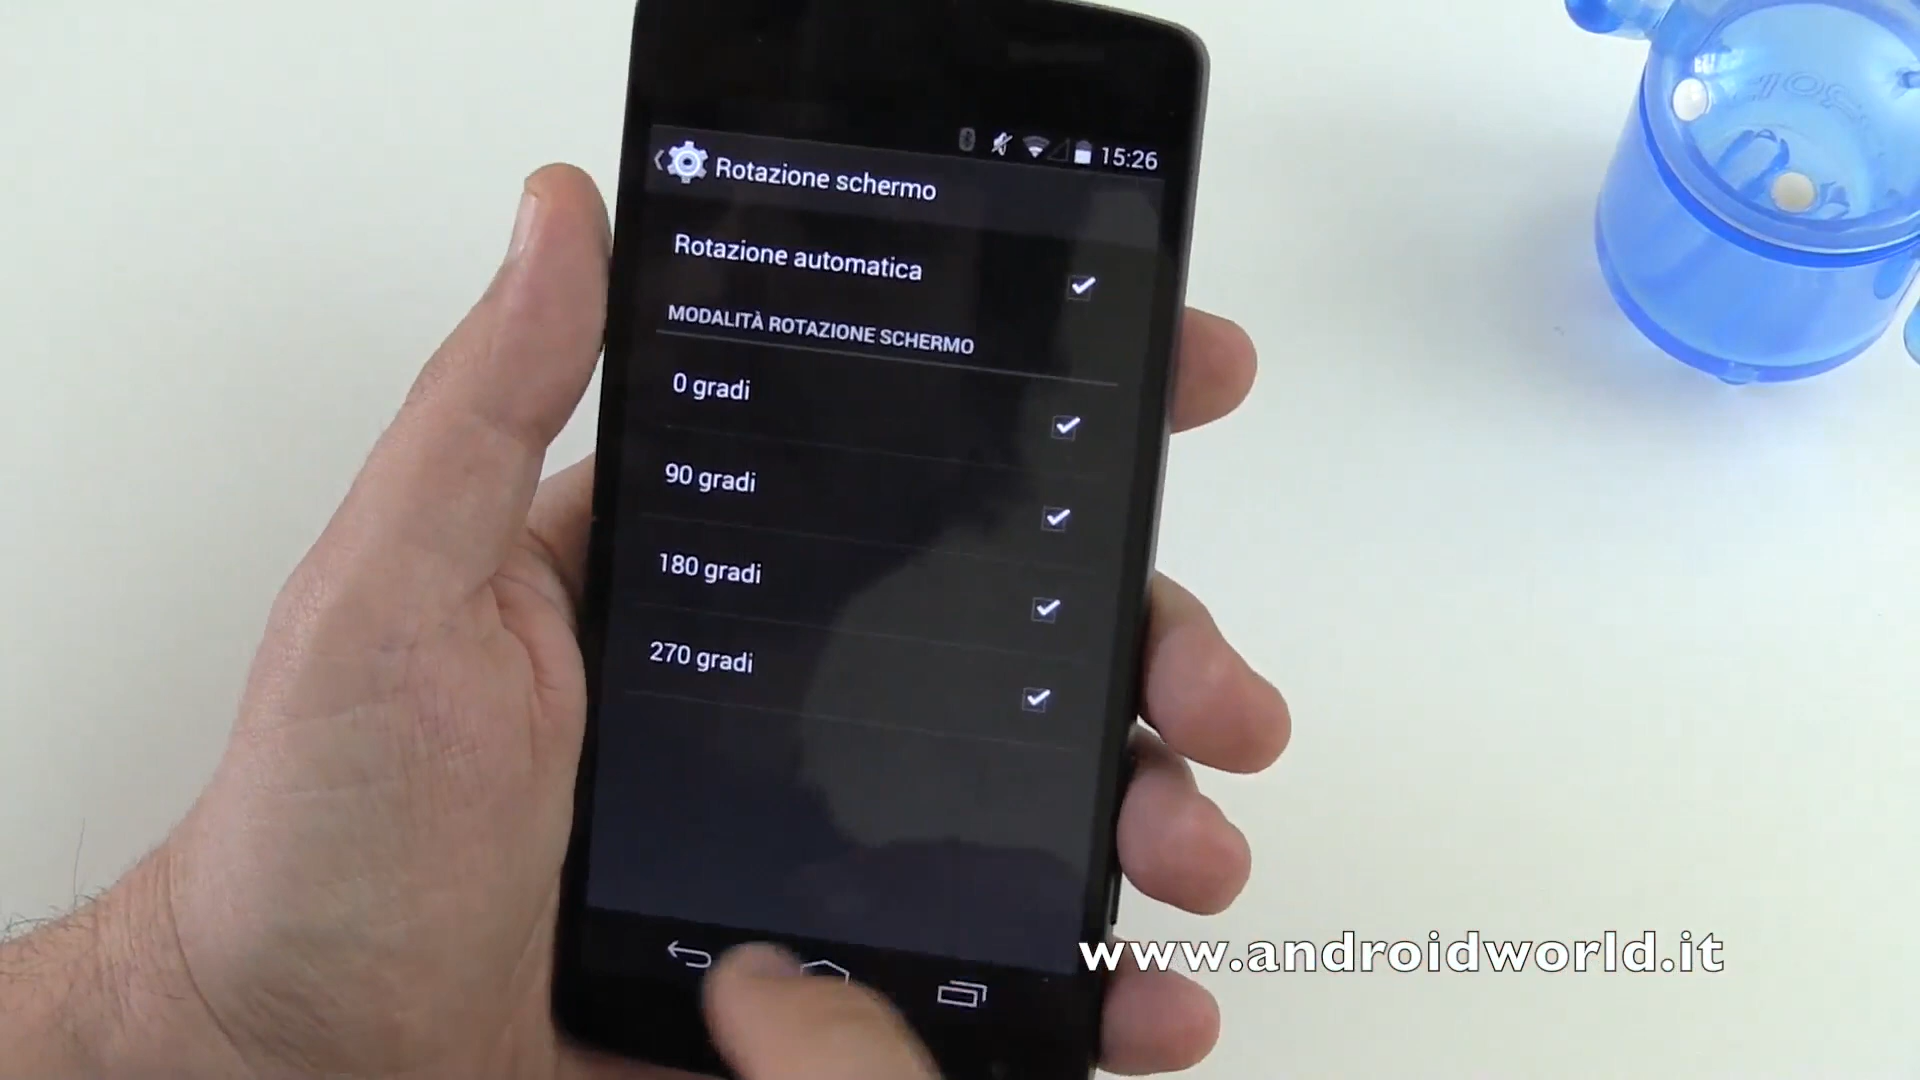 15:26
Rotazione schermo
Rotazione automatica
MODALITÀ ROTAZIONE SCHERMO
0 gradi
90 gradi
180 gradi
270 gradi
www.androidworld.it